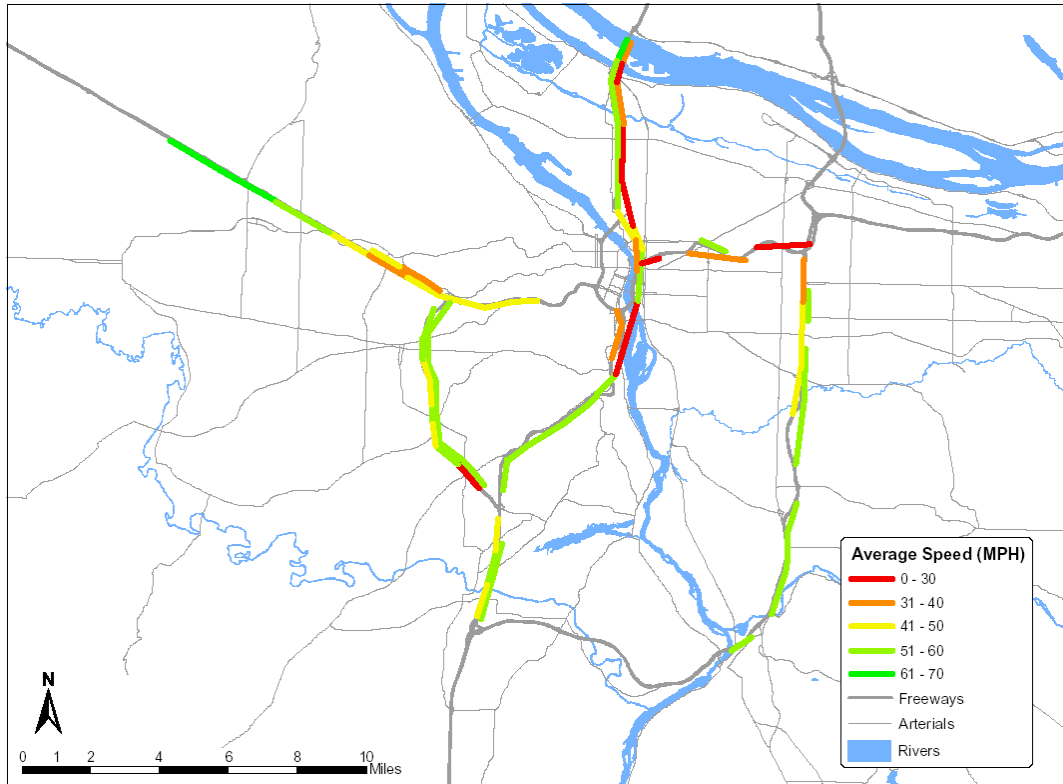 Average Speed (MPH)
0 - 30
31 - 40
41 - 50
51 - 60
61 - 70
Freeways
Arterials
Rivers
N
0 1 2 4 6 8 10
Miles